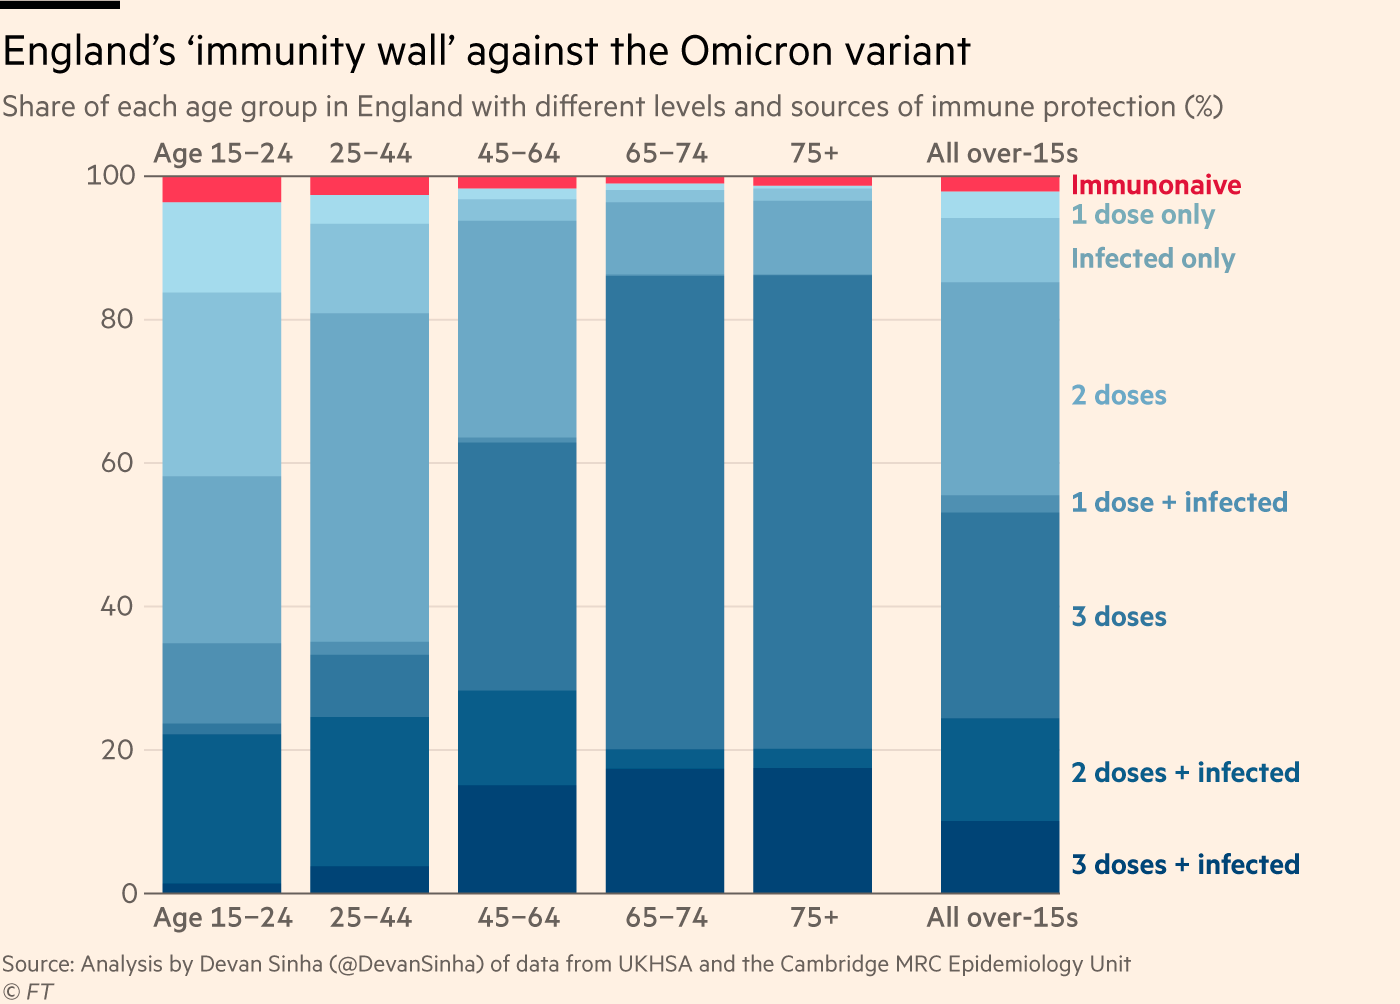 England’s ‘immunity wall’ against the Omicron variant
Share of each age group in England with different levels and sources of immune protection (%)
Age 15–24 25–44 45–64 65–74 75+ All over-15s
100
Immunonaive
1 dose only
Infected only
80
2 doses
60
1 dose + infected
40
3 doses
20
2 doses + infected
3 doses + infected
0
Age 15–24 25–44 45–64 65–74 75+ All over-15s
Source: Analysis by Devan Sinha (@DevanSinha) of data from UKHSA and the Cambridge MRC Epidemiology Unit
© FT